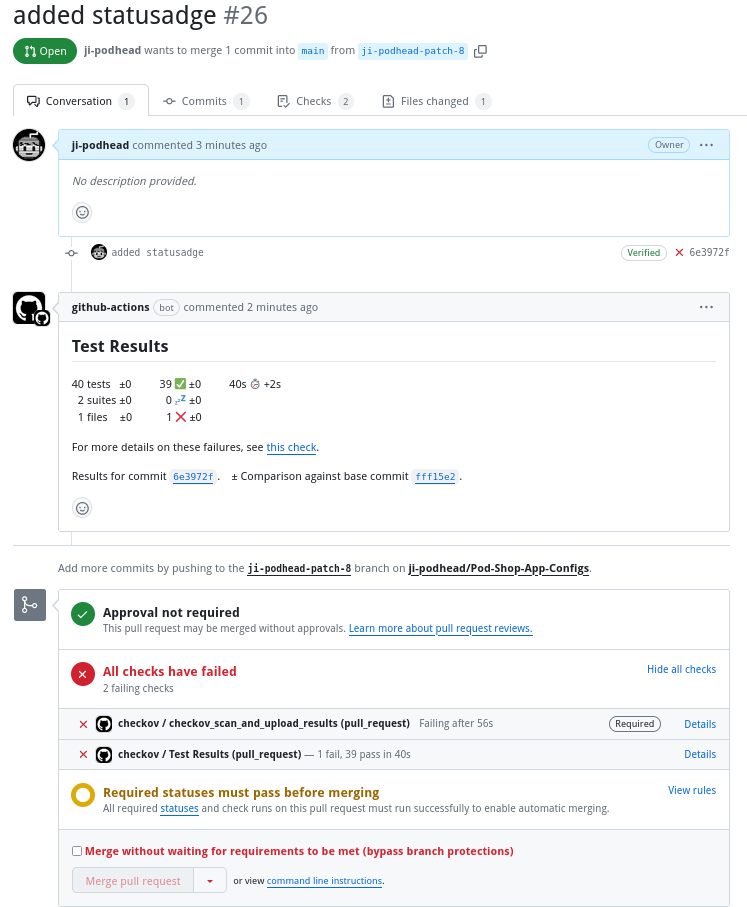 added statusadge #26
Open ji-podhead wants to merge 1 commit into main from ji-podhead-patch-8
Conversation 1 Commits 1 Checks 2 Files changed 1
ji-podhead commented 3 minutes ago Owner ...
No description provided.
added statusadge Verified 6e3972f
github-actions bot commented 2 minutes ago ...
Test Results
40 tests ±0 39 ✅ ±0 40s ⏱ +2s
2 suites ±0 0 💤 ±0
1 files ±0 1 ❌ ±0
For more details on these failures, see this check.
Results for commit 6e3972f. ± Comparison against base commit fff15e2.
Add more commits by pushing to the ji-podhead-patch-8 branch on ji-podhead/Pod-Shop-App-Configs.
Approval not required
This pull request may be merged without approvals. Learn more about pull request reviews.
All checks have failed Hide all checks
2 failing checks
checkov / checkov_scan_and_upload_results (pull_request) Failing after 56s Required Details
checkov / Test Results (pull_request) — 1 fail, 39 pass in 40s Details
Required statuses must pass before merging View rules
All required statuses and check runs on this pull request must run successfully to enable automatic merging.
Merge without waiting for requirements to be met (bypass branch protections)
Merge pull request or view command line instructions.